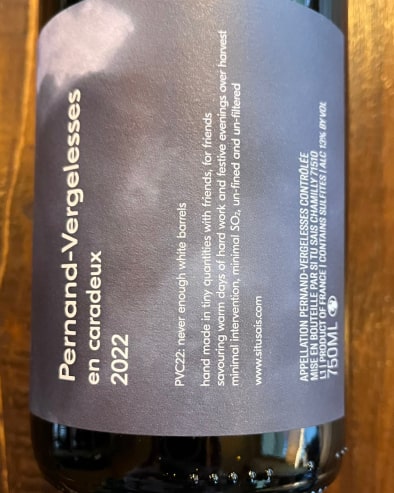 Pernand-Vergelesses
en caradeux
2022
PVC22: never enough white barrels
hand made in tiny quantities with friends, for friends
savouring warm days of hard work and festive evenings over harvest
minimal intervention, minimal SO₂, un-fined and un-filtered
www.situsais.com
APPELLATION PERNAND-VERGELESSES CONTRÔLÉE
MISE EN BOUTEILLE PAR SI TU SAIS CHAMILLY 71510
L1 | PRODUCT OF FRANCE | CONTAINS SULFITES | ALC 13% BY VOL
750ML